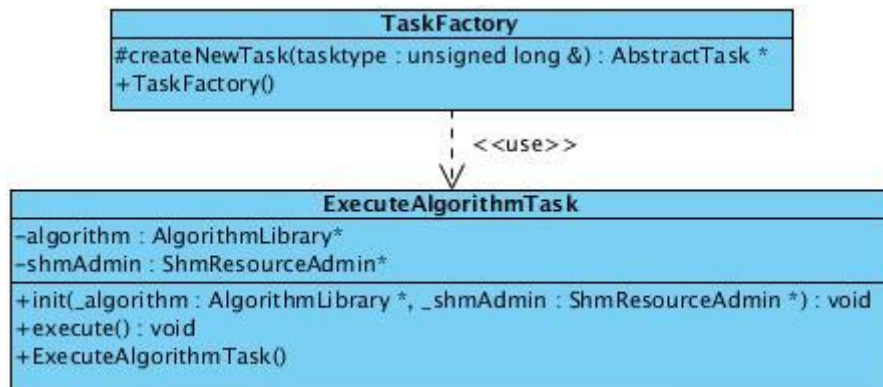 TaskFactory
#createNewTask(tasktype : unsigned long &) : AbstractTask *
+TaskFactory()
<<use>>
ExecuteAlgorithmTask
-algorithm : AlgorithmLibrary*
-shmAdmin : ShmResourceAdmin*
+init(_algorithm : AlgorithmLibrary *, _shmAdmin : ShmResourceAdmin *) : void
+execute() : void
+ExecuteAlgorithmTask()